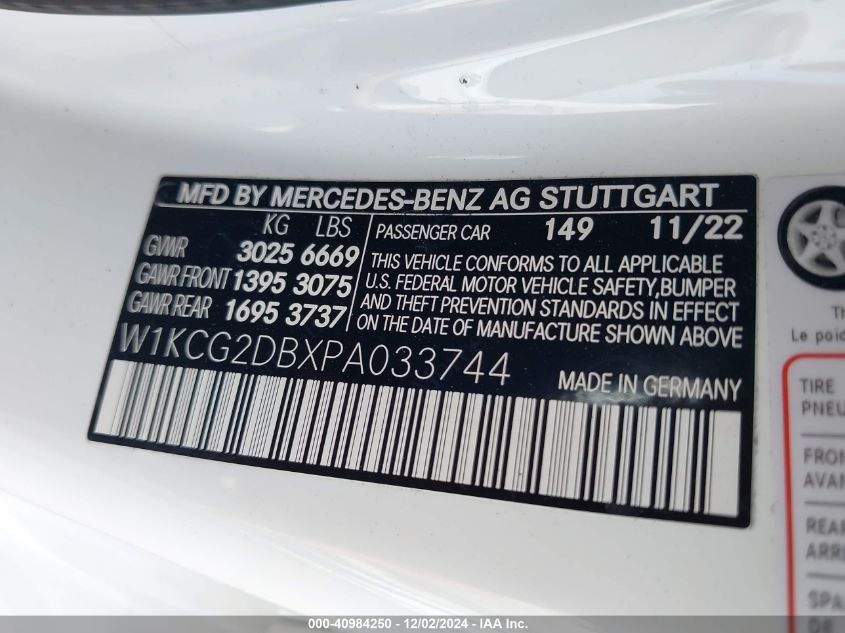 MFD BY MERCEDES-BENZ AG STUTTGART
KG LBS
GVWR 3025 6669
GAWR FRONT 1395 3075
GAWR REAR 1695 3737
PASSENGER CAR 149 11/22
THIS VEHICLE CONFORMS TO ALL APPLICABLE
U.S. FEDERAL MOTOR VEHICLE SAFETY,BUMPER
AND THEFT PREVENTION STANDARDS IN EFFECT
ON THE DATE OF MANUFACTURE SHOWN ABOVE
W1KCG2DBXPA033744
MADE IN GERMANY
Th
Le poid
TIRE
PNEU
FRON
AVAN
REAR
ARRI
SPA
DE
000-40984250 - 12/02/2024 - IAA Inc.